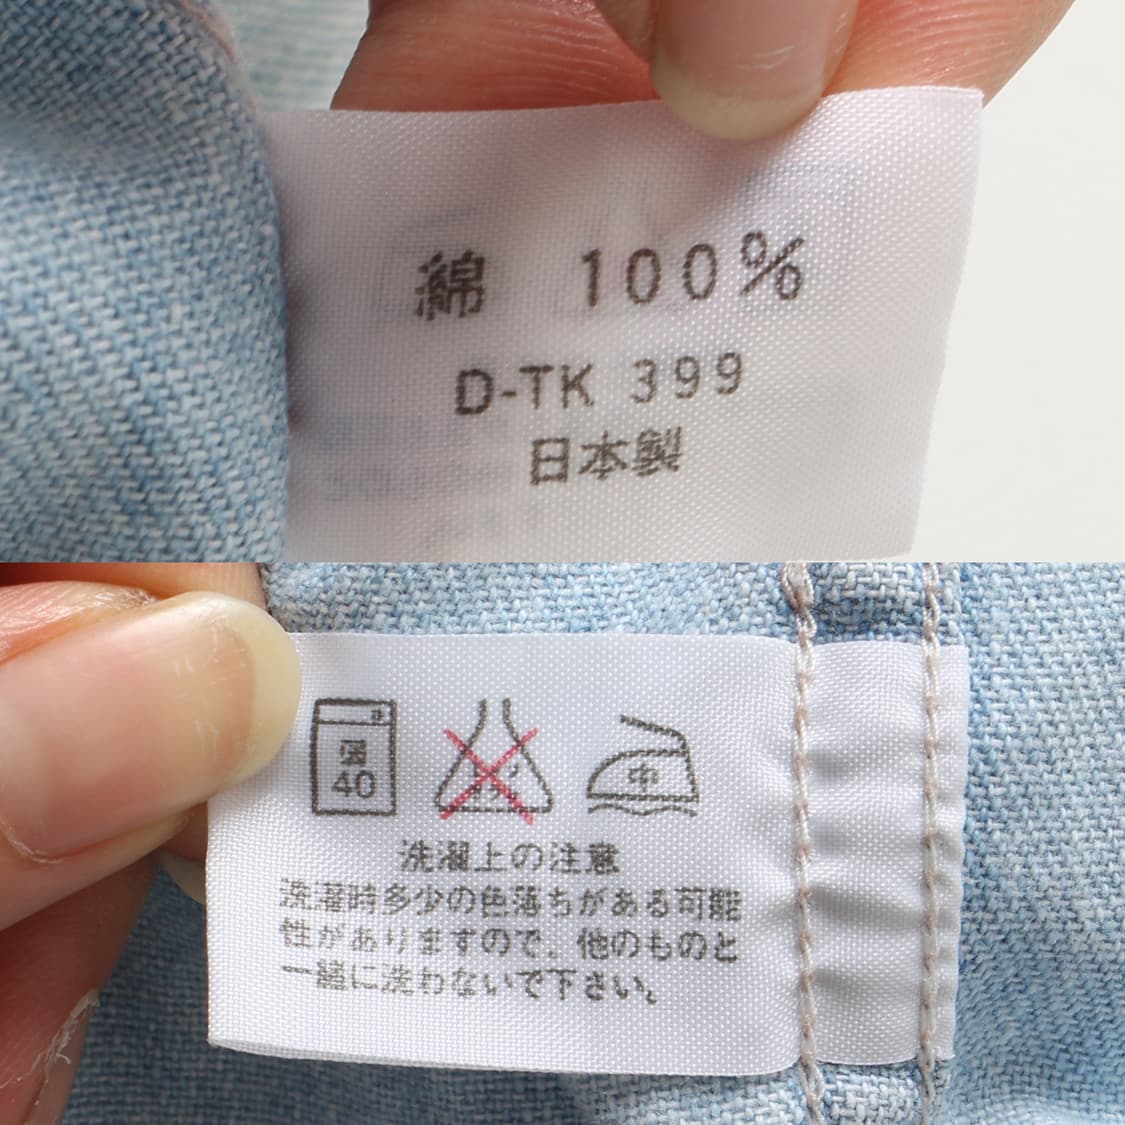 綿 100%
D-TK 399
日本製
40
中
洗濯上の注意
洗濯時多少の色落ちがある可能
性がありますので、他のものと
一緒に洗わないで下さい。